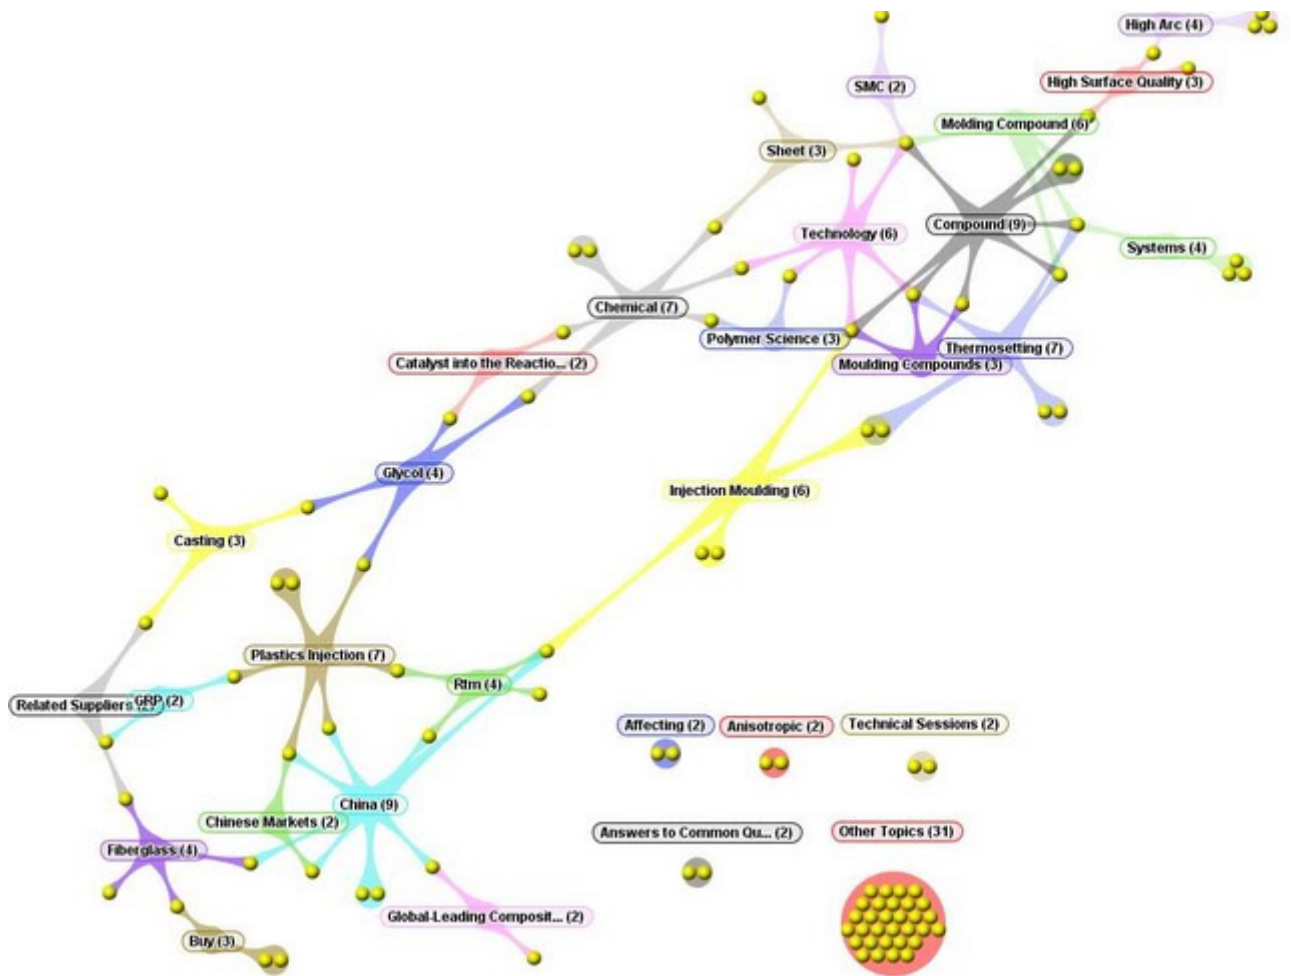 High Arc (4)
High Surface Quality (3)
SMC (2)
Molding Compound (6)
Sheet (3)
Compound (9)
Technology (6)
Systems (4)
Chemical (7)
Polymer Science (3)
Thermosetting (7)
Catalyst into the Reactio... (2)
Moulding Compounds (3)
Glycol (4)
Injection Moulding (6)
Casting (3)
Plastics Injection (7)
Rtm (4)
Related Suppliers
GRP (2)
Affecting (2)
Anisotropic (2)
Technical Sessions (2)
China (9)
Chinese Markets (2)
Answers to Common Qu... (2)
Other Topics (31)
Fiberglass (4)
Global-Leading Composit... (2)
Buy (3)